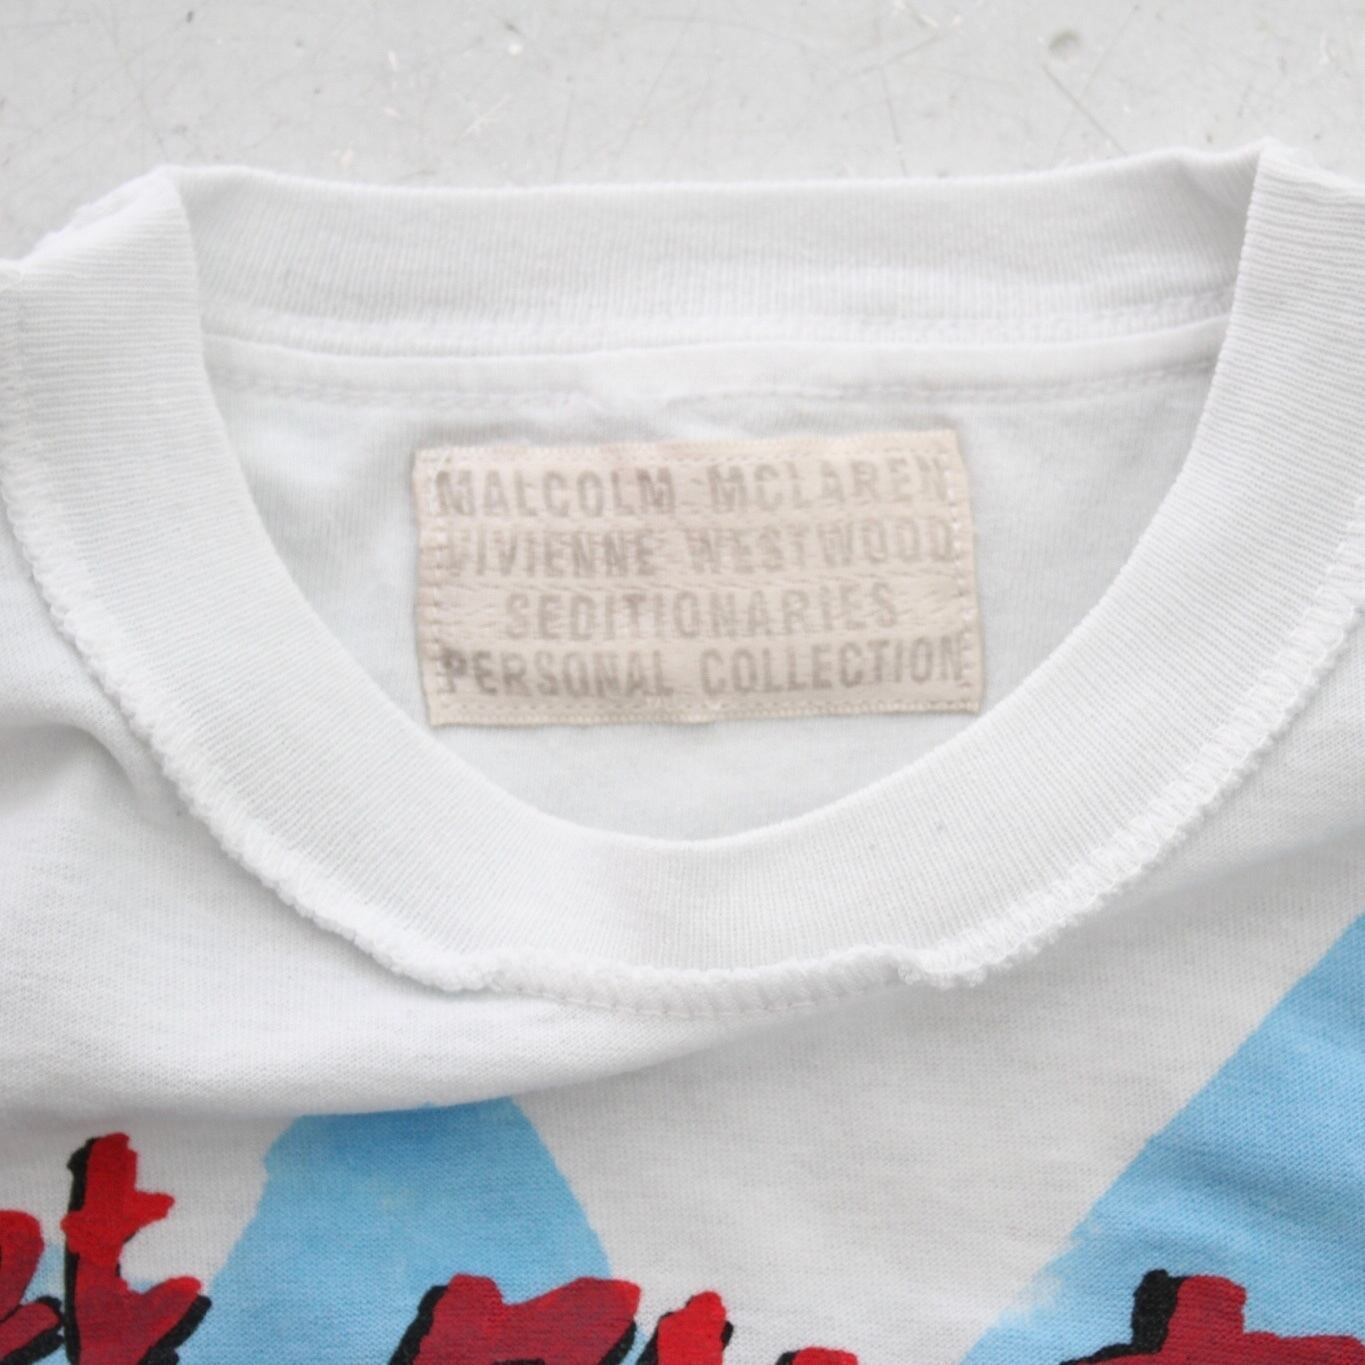 MALCOLM MCLAREN
VIVIENNE WESTWOOD
SEDITIONARIES
PERSONAL COLLECTION